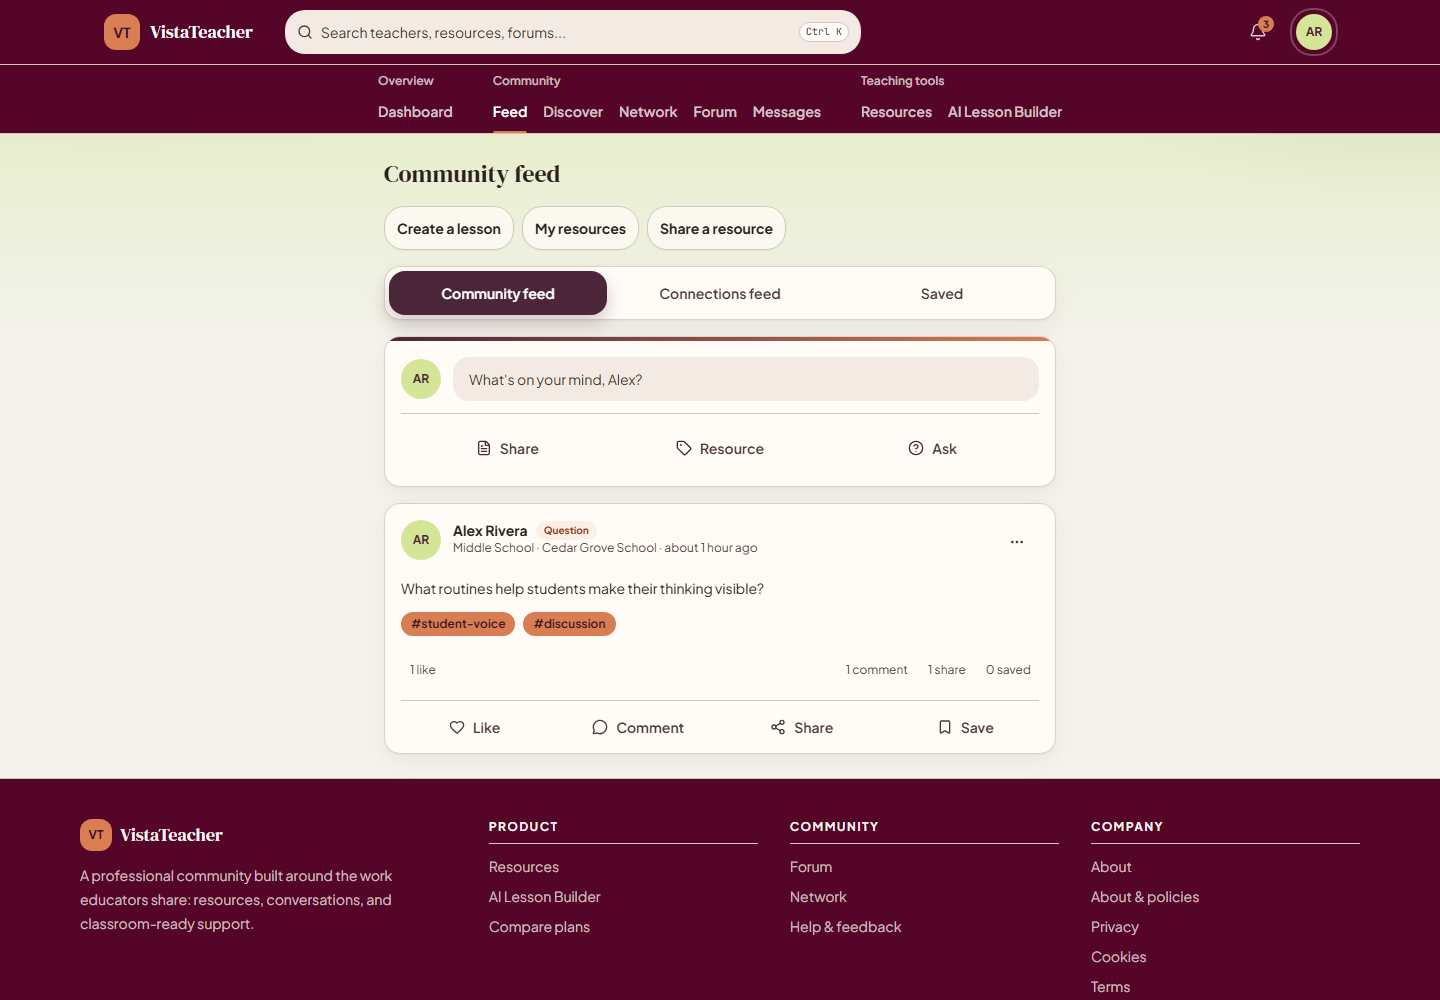 VT VistaTeacher
Search teachers, resources, forums... Ctrl K
3
AR
Overview
Dashboard
Community
Feed Discover Network Forum Messages
Teaching tools
Resources AI Lesson Builder
Community feed
Create a lesson My resources Share a resource
Community feed Connections feed Saved
AR What's on your mind, Alex?
Share Resource Ask
AR
Alex Rivera Question
Middle School · Cedar Grove School · about 1 hour ago
What routines help students make their thinking visible?
#student-voice #discussion
1 like 1 comment 1 share 0 saved
Like Comment Share Save
VT VistaTeacher
A professional community built around the work
educators share: resources, conversations, and
classroom-ready support.
PRODUCT
Resources
AI Lesson Builder
Compare plans
COMMUNITY
Forum
Network
Help & feedback
COMPANY
About
About & policies
Privacy
Cookies
Terms